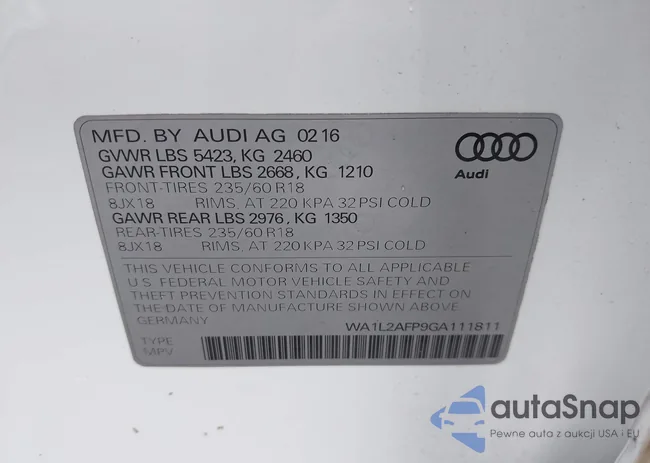 MFD. BY AUDI AG 02 16
GVWR LBS 5423, KG 2460
GAWR FRONT LBS 2668, KG 1210
FRONT-TIRES 235/60 R18
8JX18 RIMS, AT 220 KPA 32 PSI COLD
GAWR REAR LBS 2976, KG 1350
REAR-TIRES 235/60 R18
8JX18 RIMS, AT 220 KPA 32 PSI COLD
Audi
THIS VEHICLE CONFORMS TO ALL APPLICABLE
U.S. FEDERAL MOTOR VEHICLE SAFETY AND
THEFT PREVENTION STANDARDS IN EFFECT ON
THE DATE OF MANUFACTURE SHOWN ABOVE.
GERMANY
WA1L2AFP9GA111811
TYPE
MPV
autaSnap
Pewne auta z aukcji USA i EU